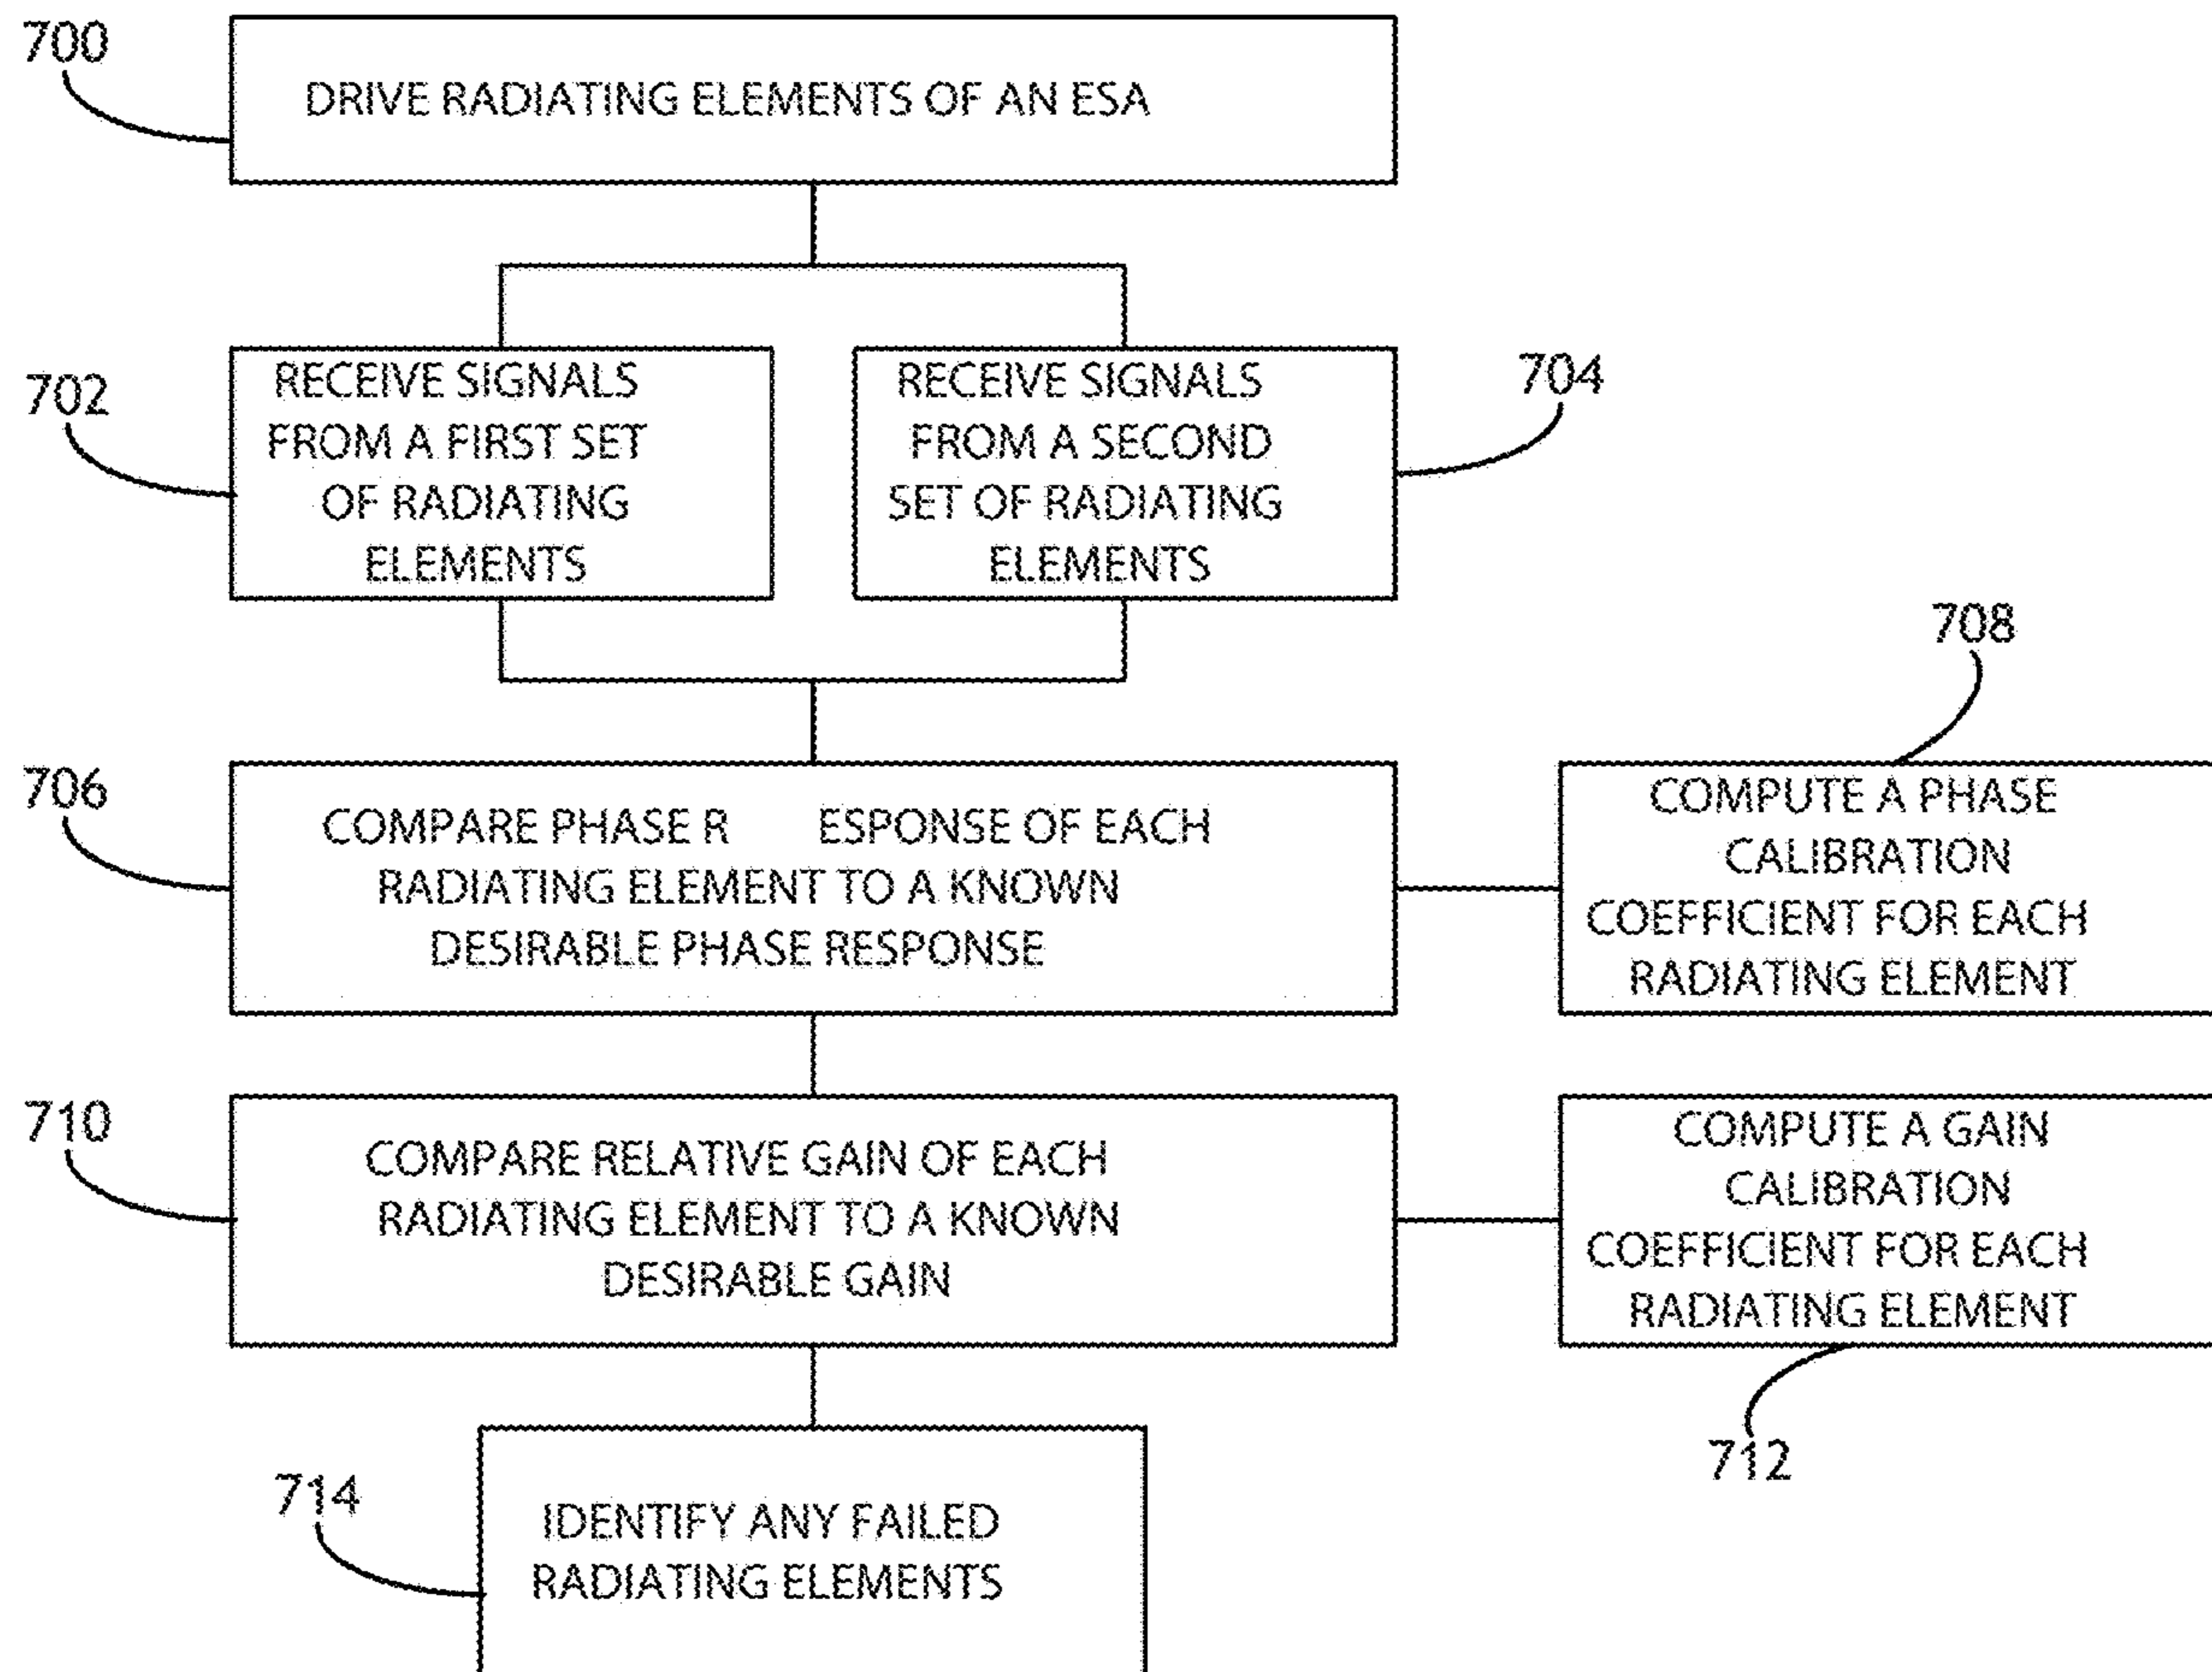 700
DRIVE RADIATING ELEMENTS OF AN ESA
702
RECEIVE SIGNALS
FROM A FIRST SET
OF RADIATING
ELEMENTS
RECEIVE SIGNALS
FROM A SECOND
SET OF RADIATING
ELEMENTS
704
706
COMPARE PHASE R ESPONSE OF EACH
RADIATING ELEMENT TO A KNOWN
DESIRABLE PHASE RESPONSE
708
COMPUTE A PHASE
CALIBRATION
COEFFICIENT FOR EACH
RADIATING ELEMENT
710
COMPARE RELATIVE GAIN OF EACH
RADIATING ELEMENT TO A KNOWN
DESIRABLE GAIN
COMPUTE A GAIN
CALIBRATION
COEFFICIENT FOR EACH
RADIATING ELEMENT
712
714
IDENTIFY ANY FAILED
RADIATING ELEMENTS